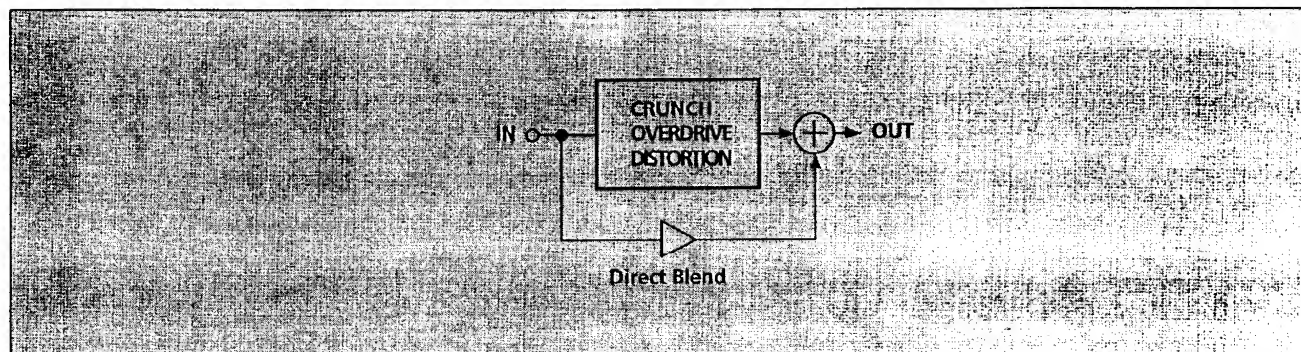 CRUNCH
IN OVERDRIVE OUT
DISTORTION
Direct Blend